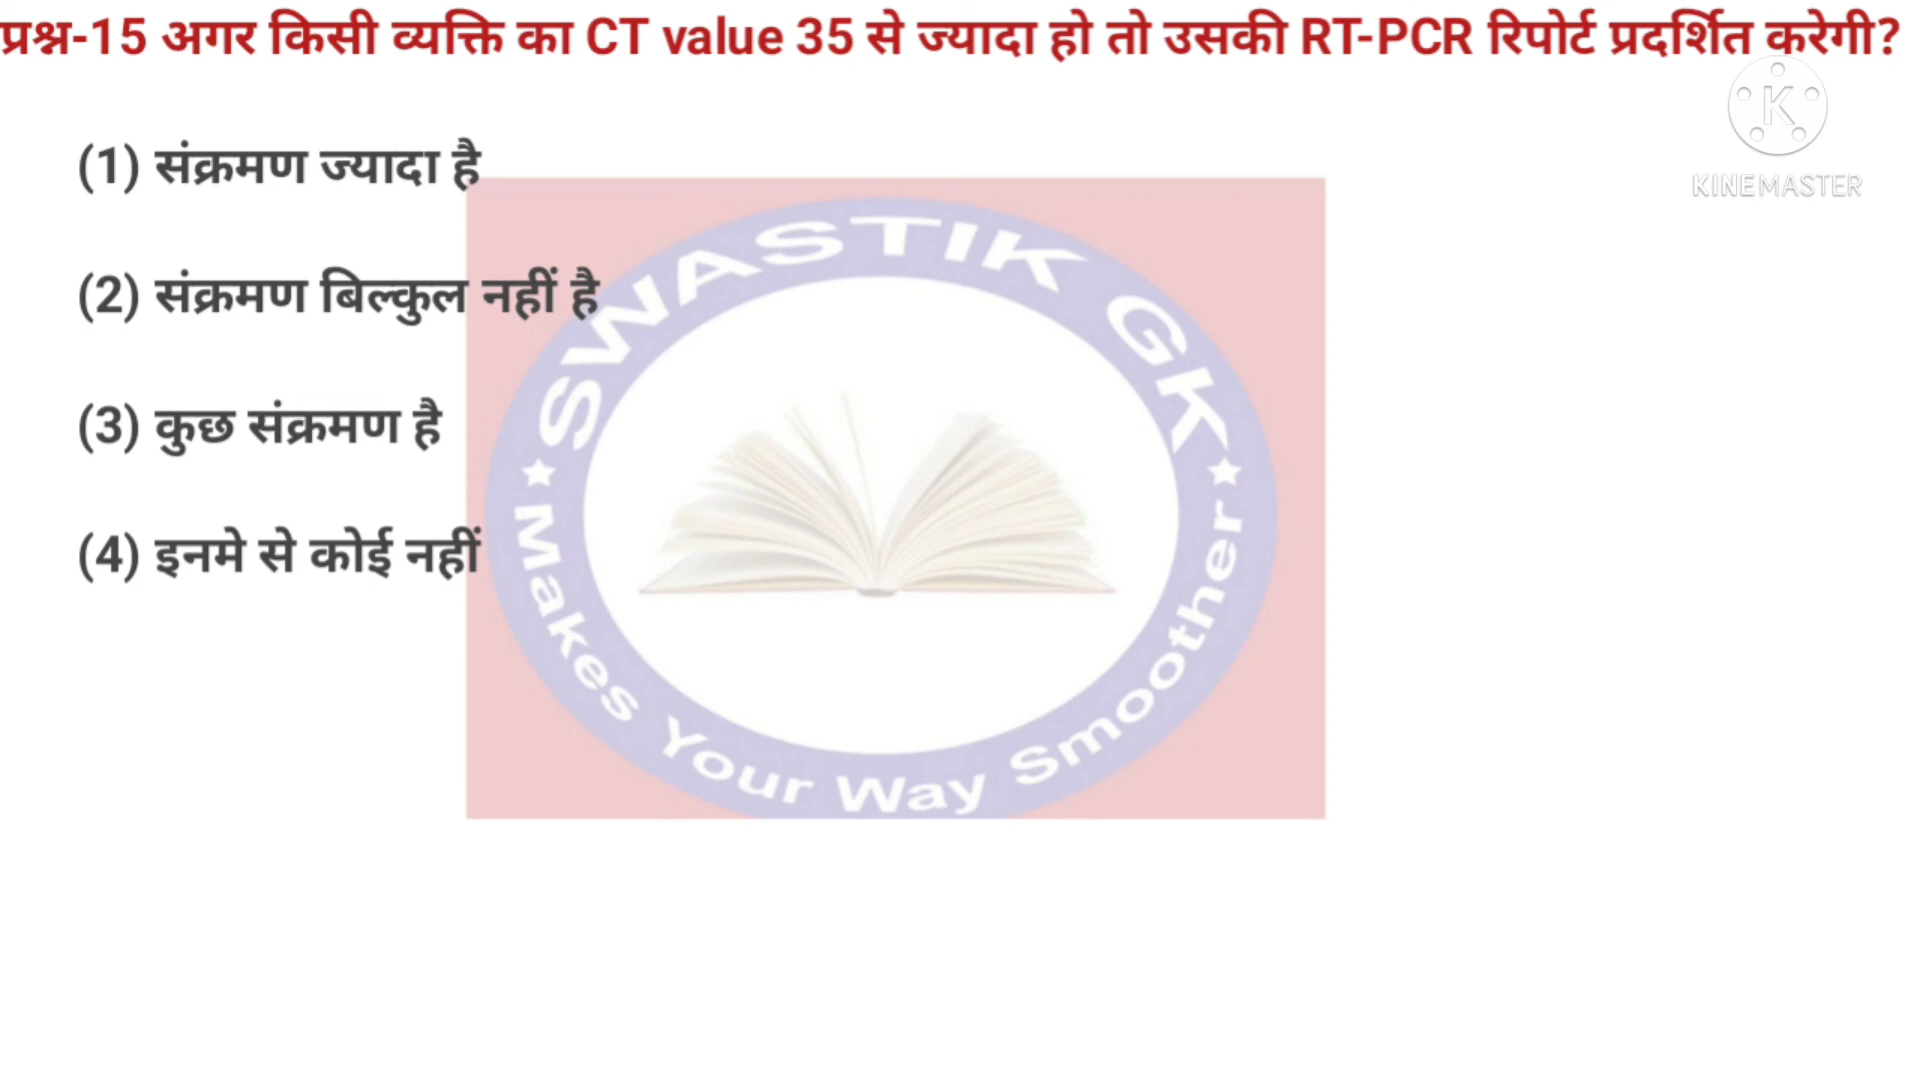 प्रश्न-15 अगर किसी व्यक्ति का CT value 35 से ज्यादा हो तो उसकी RT-PCR रिपोर्ट प्रदर्शित करेगी?
K
KINEMASTER
(1) संक्रमण ज्यादा है
(2) संक्रमण बिल्कुल नहीं है
(3) कुछ संक्रमण है
(4) इनमे से कोई नहीं
SWASTIK GK
Makes Your Way Smoother